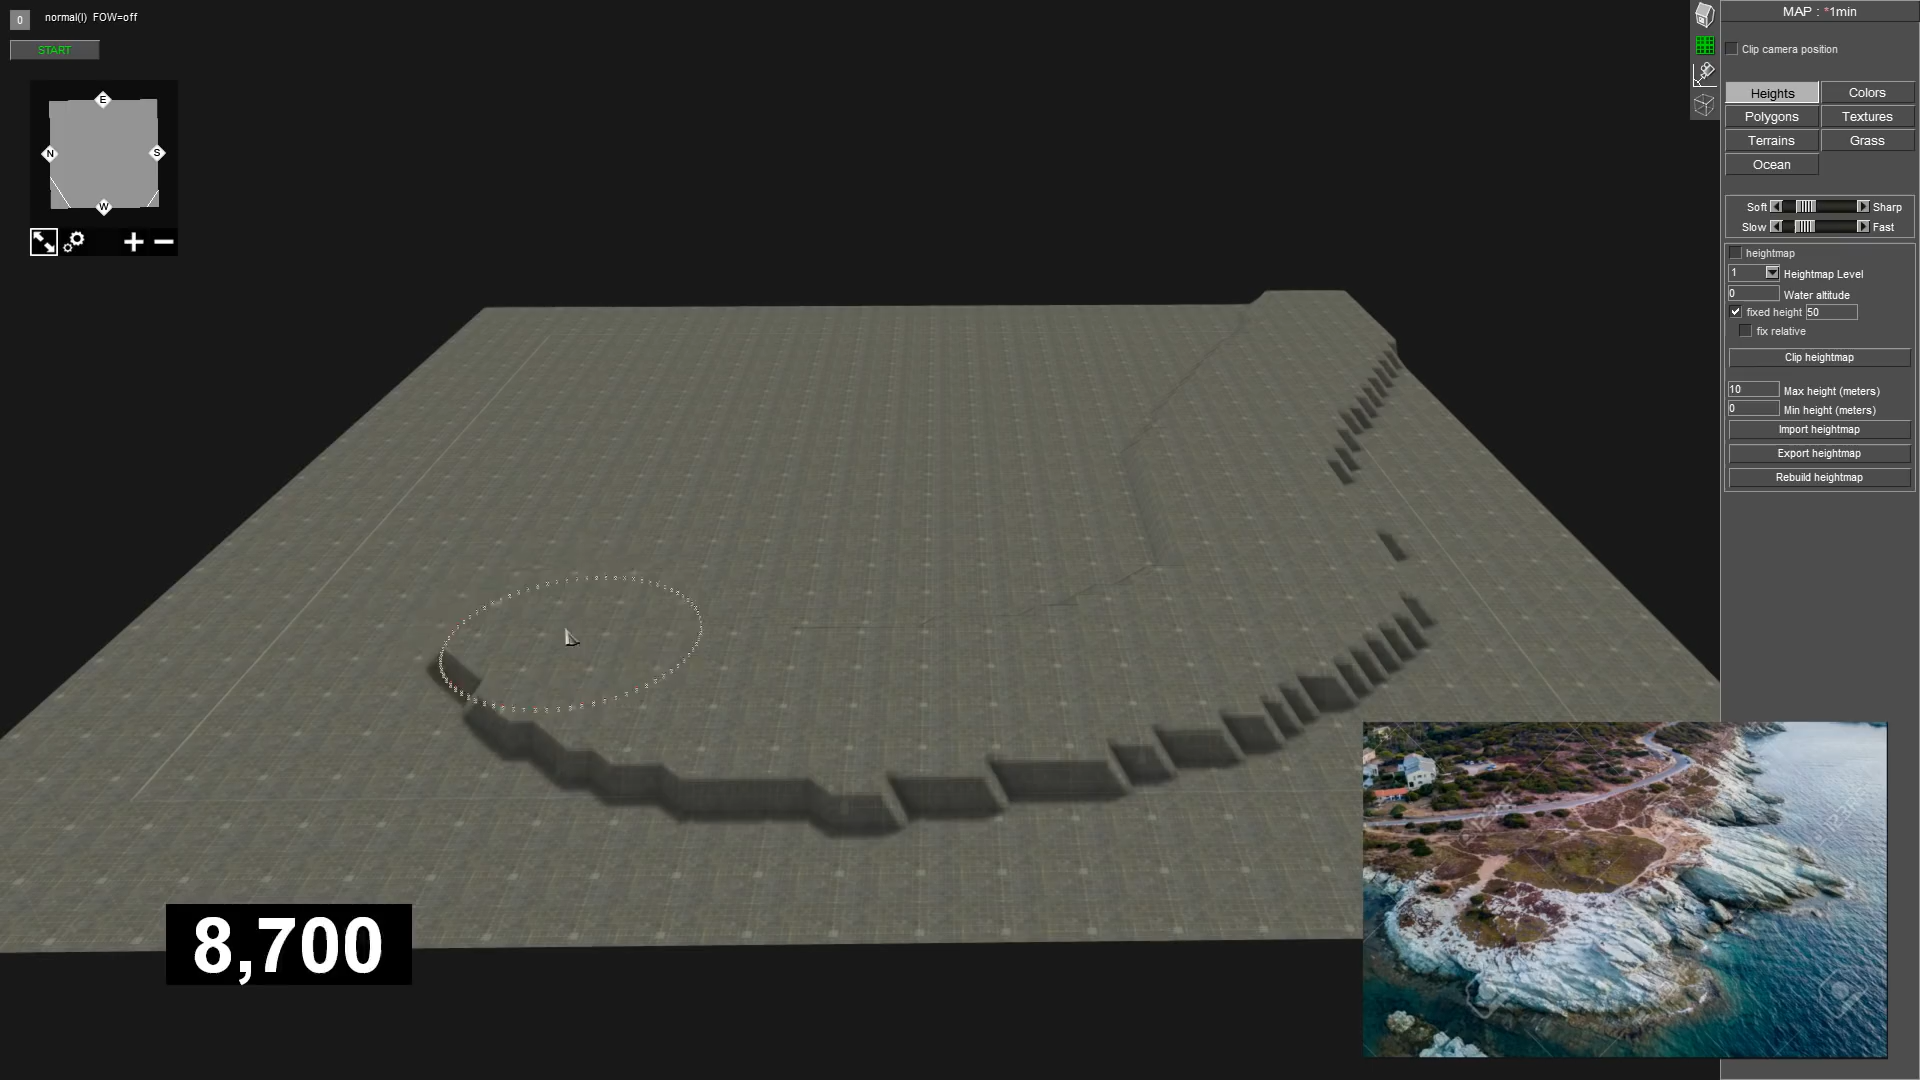 0
normal(I) FOW=off
START
E
N
S
W
MAP : *1min
Clip camera position
Heights
Colors
Polygons
Textures
Terrains
Grass
Ocean
Soft
Sharp
Slow
Fast
heightmap
1
Heightmap Level
0
Water altitude
fixed height
50
fix relative
Clip heightmap
10
Max height (meters)
0
Min height (meters)
Import heightmap
Export heightmap
Rebuild heightmap
8,700